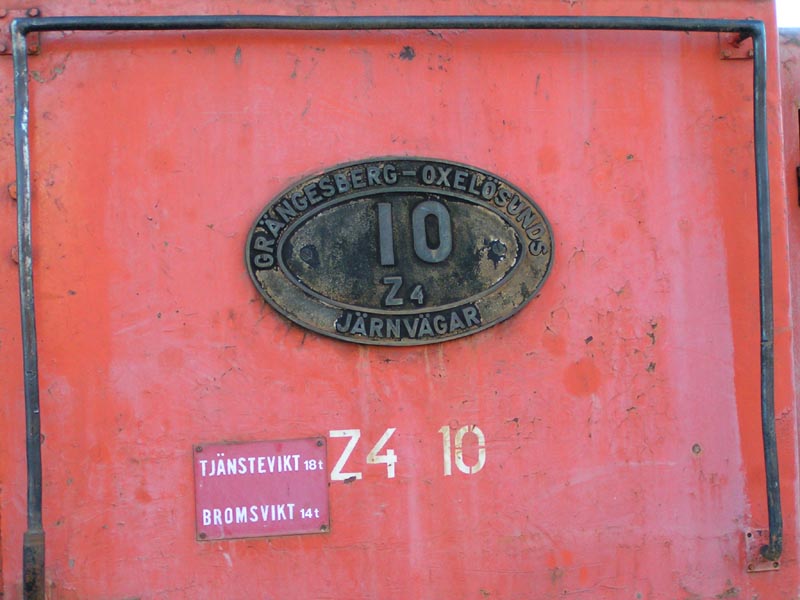 GRÄNGESBERG-OXELÖSUNDS
10
Z4
JÄRNVÄGAR
Z4 10
TJÄNSTEVIKT 18t
BROMSVIKT 14t